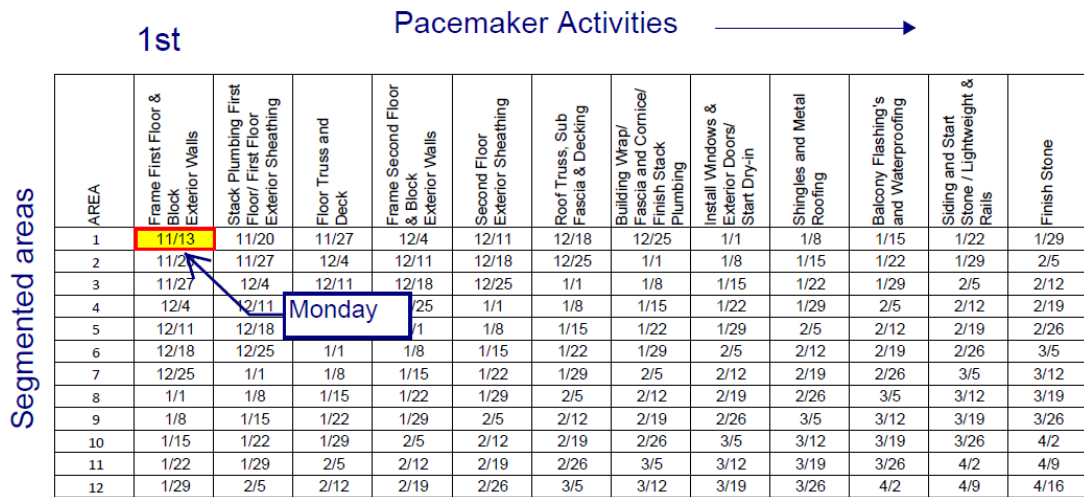 Pacemaker Activities
1st
Segmented areas
AREA
Frame First Floor &
Block
Exterior Walls
Stack Plumbing First
Floor/ First Floor
Exterior Sheathing
Floor Truss and
Deck
Frame Second Floor
& Block
Exterior Walls
Second Floor
Exterior Sheathing
Roof Truss, Sub
Fascia & Decking
Building Wrap/
Fascia and Cornice/
Finish Stack
Plumbing
Install Windows &
Exterior Doors/
Start Dry-in
Shingles and Metal
Roofing
Balcony Flashing's
and Waterproofing
Siding and Start
Stone / Lightweight &
Rails
Finish Stone
1 11/13 11/20 11/27 12/4 12/11 12/18 12/25 1/1 1/8 1/15 1/22 1/29
2 11/27 12/4 12/11 12/18 12/25 1/1 1/8 1/15 1/22 1/29 2/5
3 11/27 12/4 12/11 12/18 12/25 1/1 1/8 1/15 1/22 1/29 2/5 2/12
4 12/4 12/11 1/1 1/8 1/15 1/22 1/29 2/5 2/12 2/19
Monday
5 12/11 12/18 1/8 1/15 1/22 1/29 2/5 2/12 2/19 2/26
6 12/18 12/25 1/1 1/8 1/15 1/22 1/29 2/5 2/12 2/19 2/26 3/5
7 12/25 1/1 1/8 1/15 1/22 1/29 2/5 2/12 2/19 2/26 3/5 3/12
8 1/1 1/8 1/15 1/22 1/29 2/5 2/12 2/19 2/26 3/5 3/12 3/19
9 1/8 1/15 1/22 1/29 2/5 2/12 2/19 2/26 3/5 3/12 3/19 3/26
10 1/15 1/22 1/29 2/5 2/12 2/19 2/26 3/5 3/12 3/19 3/26 4/2
11 1/22 1/29 2/5 2/12 2/19 2/26 3/5 3/12 3/19 3/26 4/2 4/9
12 1/29 2/5 2/12 2/19 2/26 3/5 3/12 3/19 3/26 4/2 4/9 4/16